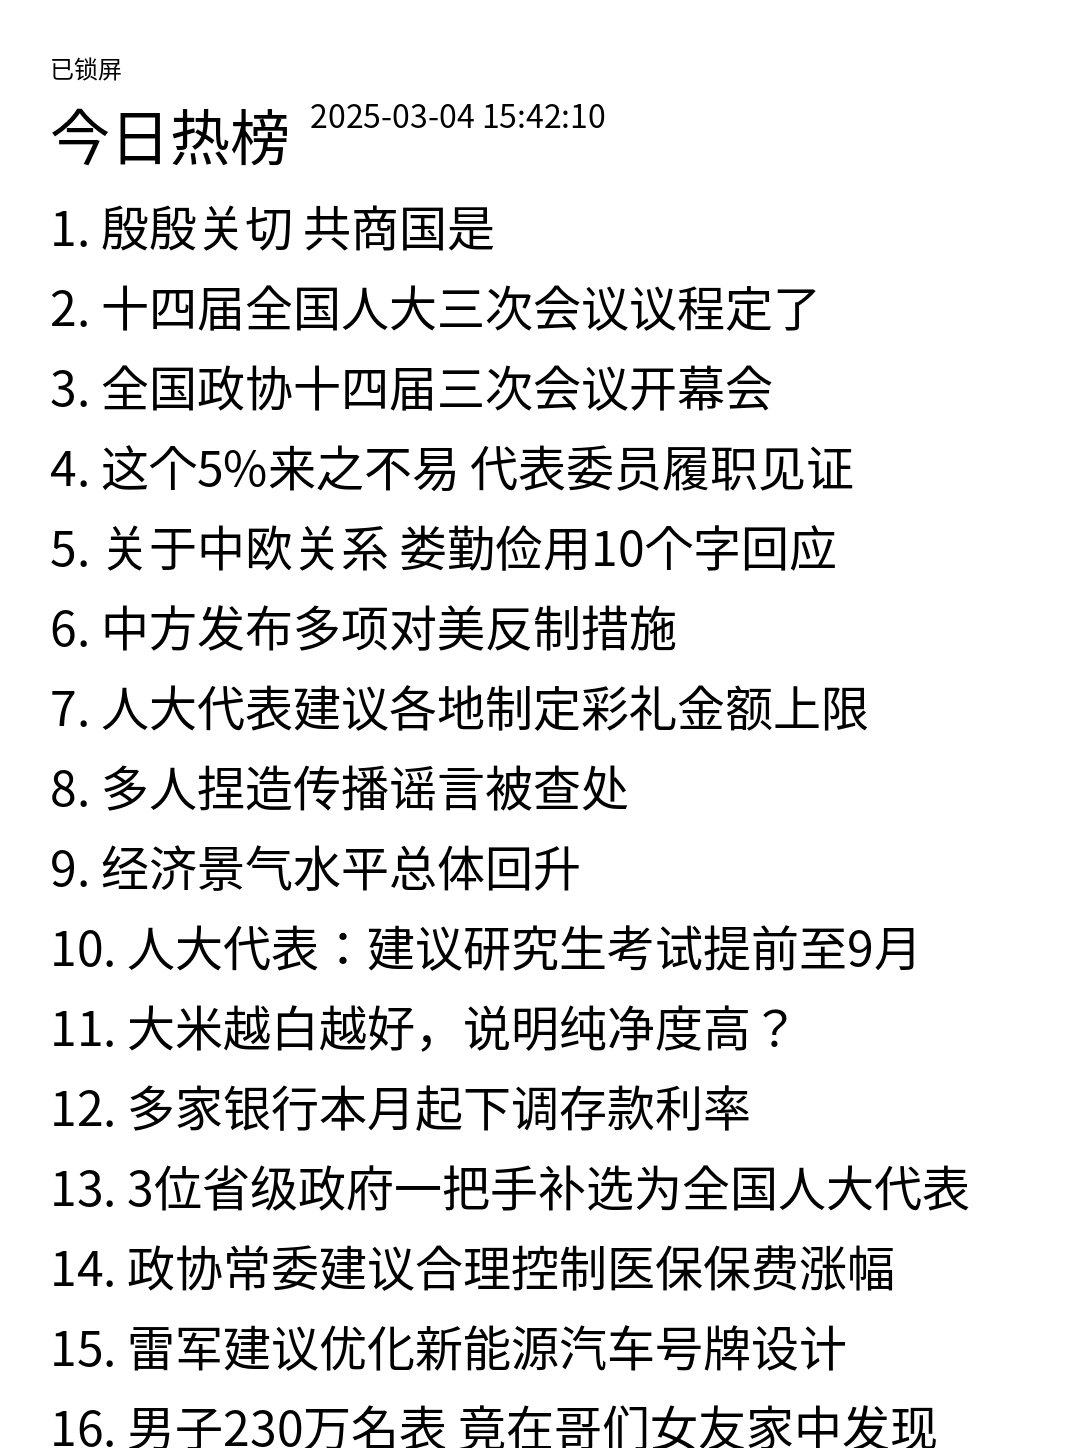 已锁屏
今日热榜 2025-03-04 15:42:10
1. 殷殷关切 共商国是
2. 十四届全国人大三次会议议程定了
3. 全国政协十四届三次会议开幕会
4. 这个5%来之不易 代表委员履职见证
5. 关于中欧关系 娄勤俭用10个字回应
6. 中方发布多项对美反制措施
7. 人大代表建议各地制定彩礼金额上限
8. 多人捏造传播谣言被查处
9. 经济景气水平总体回升
10. 人大代表：建议研究生考试提前至9月
11. 大米越白越好，说明纯净度高？
12. 多家银行本月起下调存款利率
13. 3位省级政府一把手补选为全国人大代表
14. 政协常委建议合理控制医保保费涨幅
15. 雷军建议优化新能源汽车号牌设计
16. 男子230万名表 竟在哥们女友家中发现